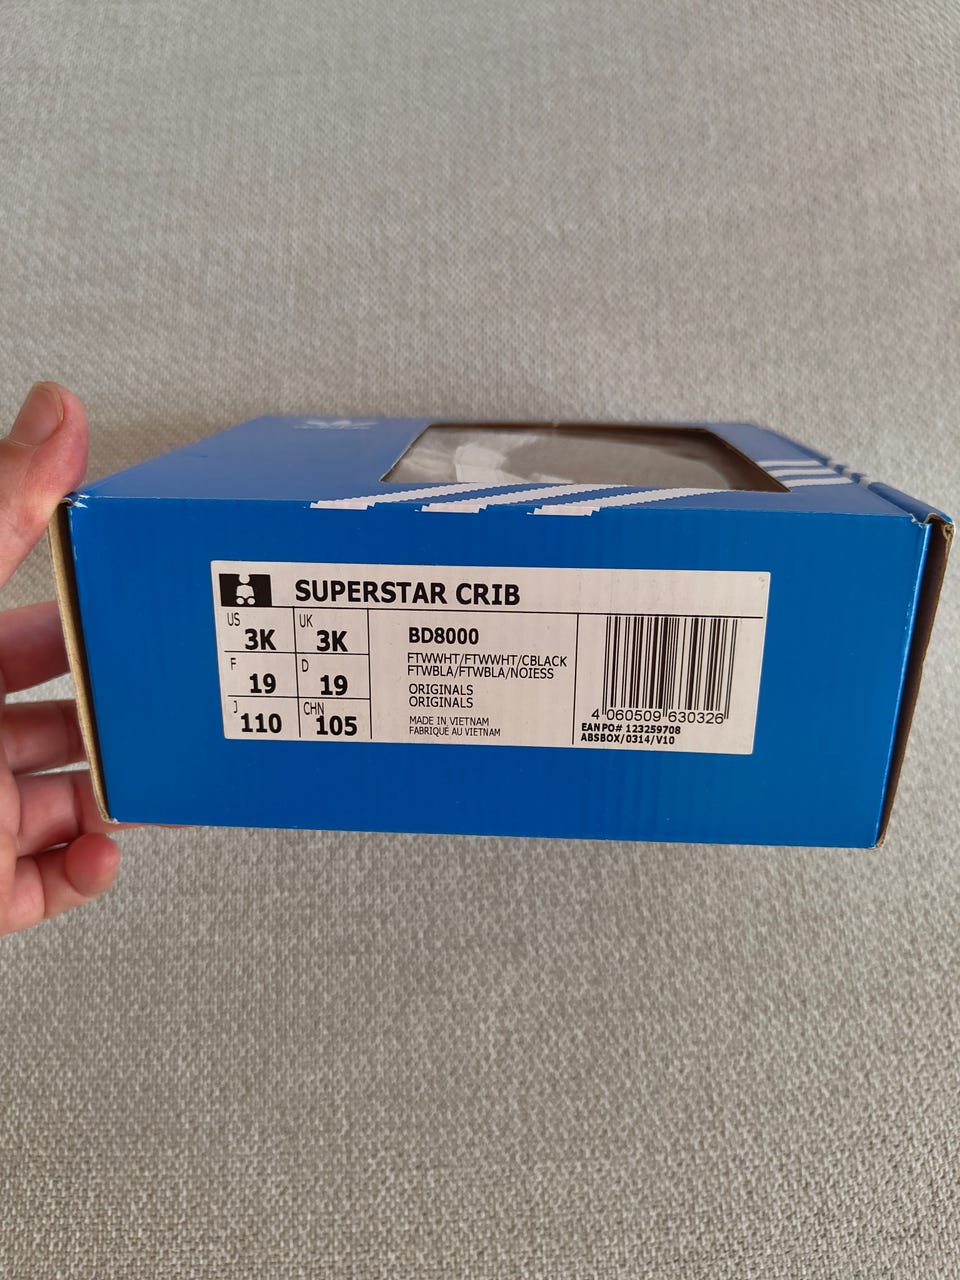 SUPERSTAR CRIB
US 3K UK 3K
F 19 D 19
J 110 CHN 105
BD8000
FTWWHT/FTWWHT/CBLACK
FTWBLA/FTWBLA/NOIESS
ORIGINALS
ORIGINALS
MADE IN VIETNAM
FABRIQUÉ AU VIETNAM
4 060509 630326
EAN PO# 123259708
ABSBOX/0314/V10